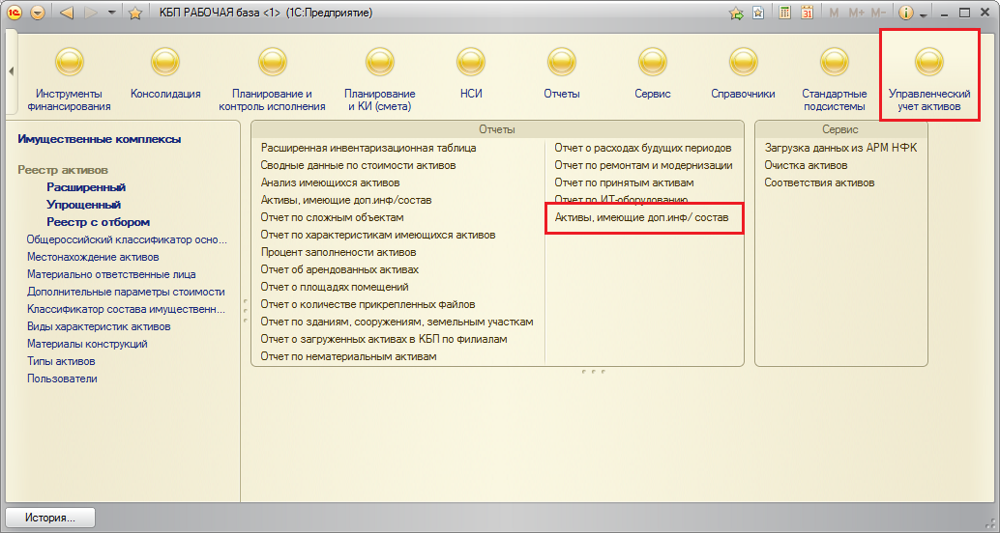 КБП РАБОЧАЯ база <1> (1С:Предприятие)
31 M M+ M-
Инструменты финансирования
Консолидация
Планирование и контроль исполнения
Планирование и КИ (смета)
НСИ
Отчеты
Сервис
Справочники
Стандартные подсистемы
Управленческий учет активов
Имущественные комплексы
Реестр активов
Расширенный
Упрощенный
Реестр с отбором
Общероссийский классификатор осно...
Местонахождение активов
Материально ответственные лица
Дополнительные параметры стоимости
Классификатор состава имущественн...
Виды характеристик активов
Материалы конструкций
Типы активов
Пользователи
Отчеты
Расширенная инвентаризационная таблица
Сводные данные по стоимости активов
Анализ имеющихся активов
Активы, имеющие доп.инф/состав
Отчет по сложным объектам
Отчет по характеристикам имеющихся активов
Процент заполнености активов
Отчет об арендованных активах
Отчет о площадях помещений
Отчет о количестве прикрепленных файлов
Отчет по зданиям, сооружениям, земельным участкам
Отчет о загруженных активах в КБП по филиалам
Отчет по нематериальным активам
Отчет о расходах будущих периодов
Отчет по ремонтам и модернизации
Отчет по принятым активам
Отчет по ИТ-оборудованию
Активы, имеющие доп.инф/ состав
Сервис
Загрузка данных из АРМ НФК
Очистка активов
Соответствия активов
История...